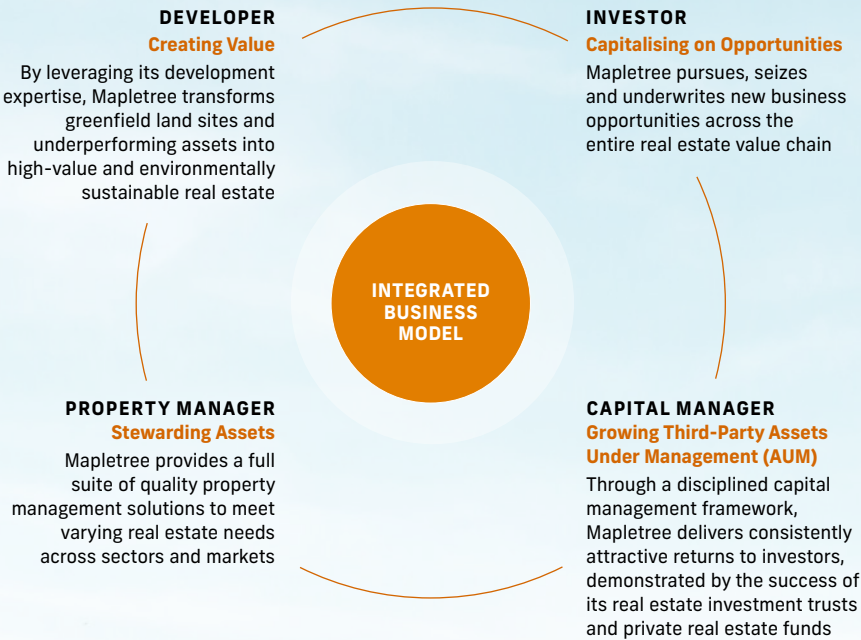 DEVELOPER
Creating Value
By leveraging its development
expertise, Mapletree transforms
greenfield land sites and
underperforming assets into
high-value and environmentally
sustainable real estate
INVESTOR
Capitalising on Opportunities
Mapletree pursues, seizes
and underwrites new business
opportunities across the
entire real estate value chain
INTEGRATED
BUSINESS
MODEL
PROPERTY MANAGER
Stewarding Assets
Mapletree provides a full
suite of quality property
management solutions to meet
varying real estate needs
across sectors and markets
CAPITAL MANAGER
Growing Third-Party Assets
Under Management (AUM)
Through a disciplined capital
management framework,
Mapletree delivers consistently
attractive returns to investors,
demonstrated by the success of
its real estate investment trusts
and private real estate funds